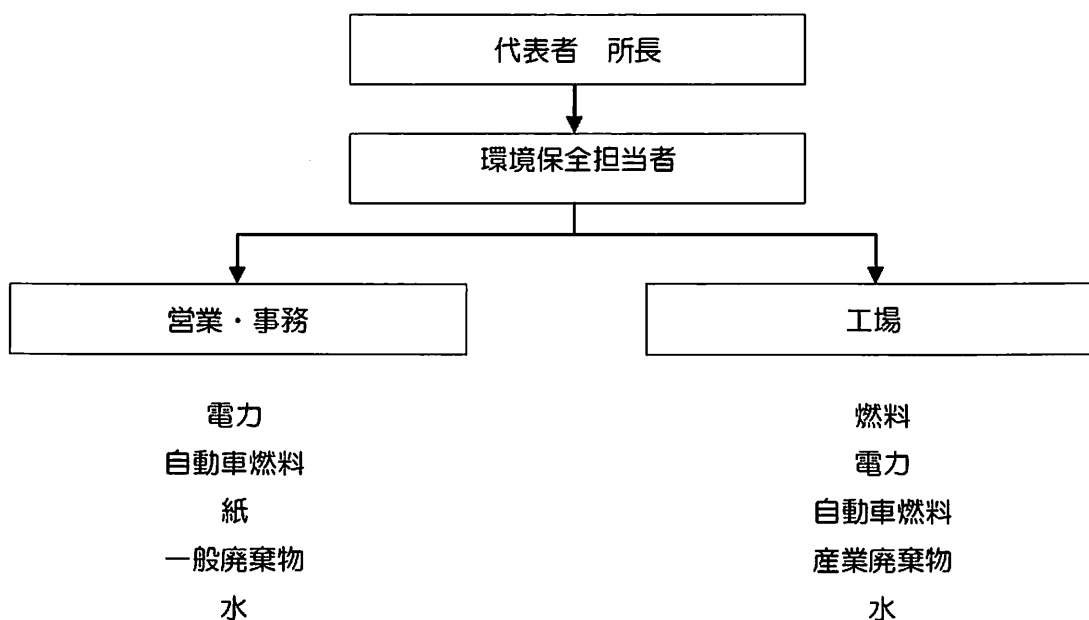 代表者　所長
環境保全担当者
営業・事務
工場
電力
自動車燃料
紙
一般廃棄物
水
燃料
電力
自動車燃料
産業廃棄物
水